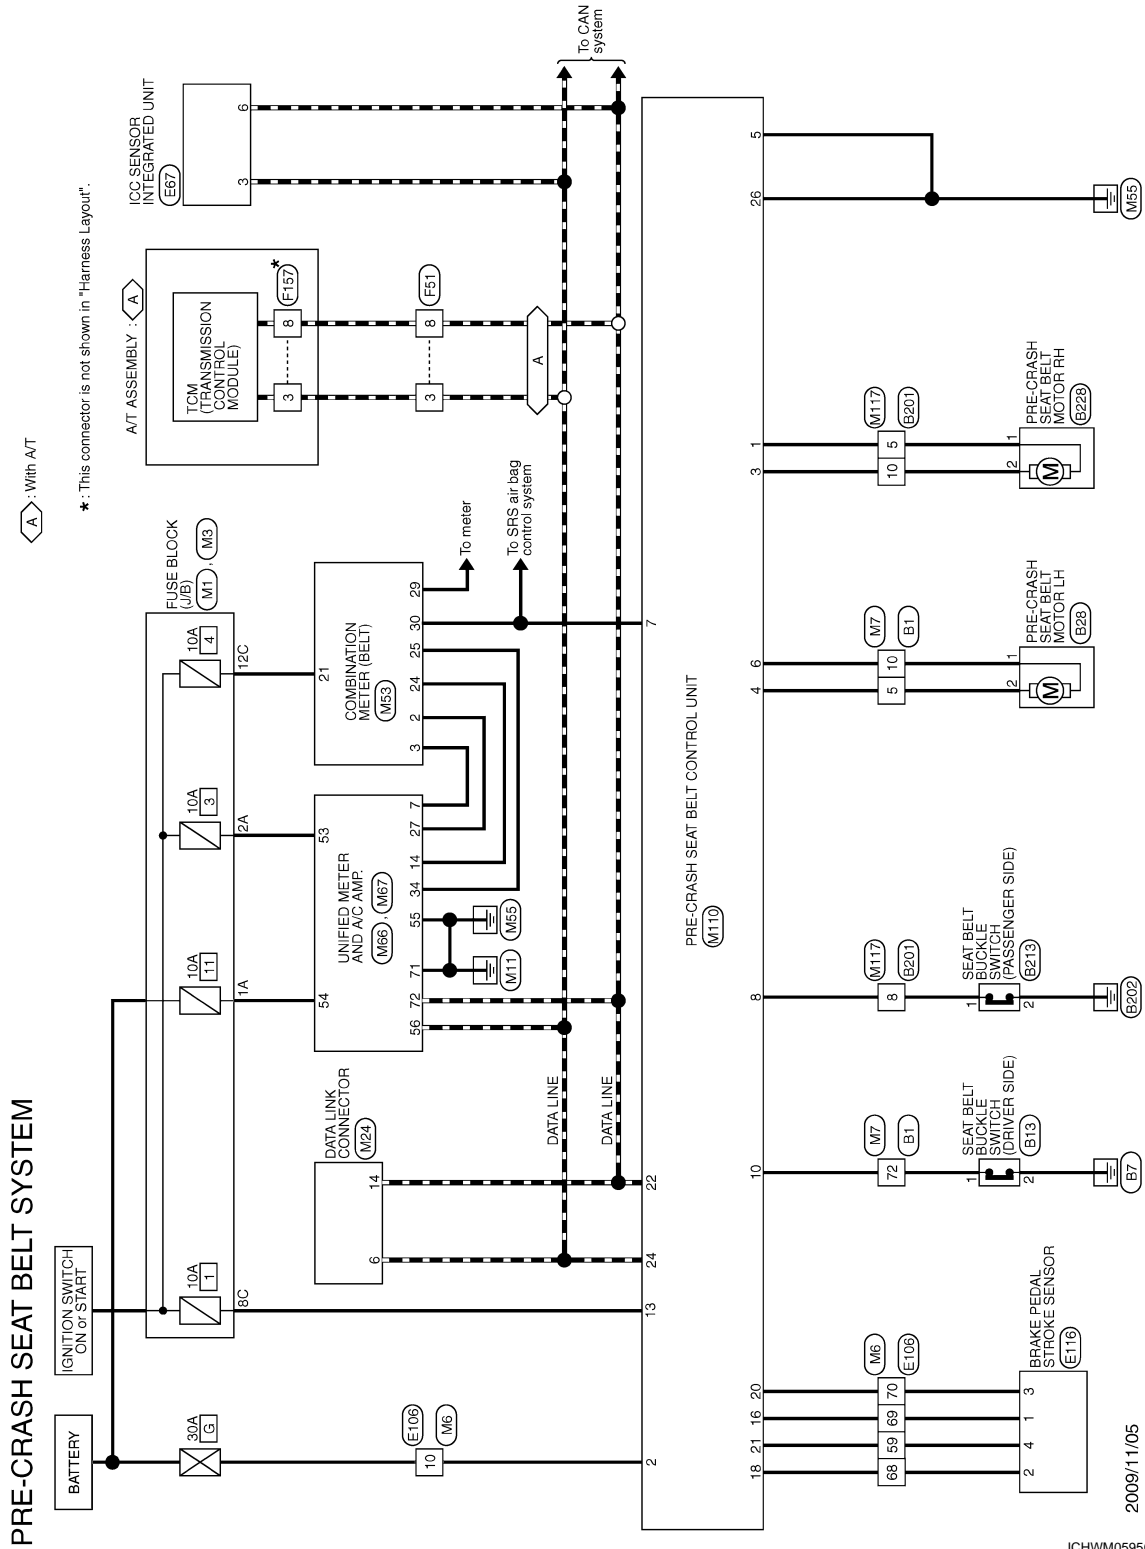 PRE-CRASH SEAT BELT SYSTEM
A : With A/T
* : This connector is not shown in "Harness Layout".
BATTERY
IGNITION SWITCH
ON or START
30A
G
10A
1
8C
10A
11
1A
10A
3
2A
10A
4
12C
FUSE BLOCK
(J/B)
M1 , M3
A/T ASSEMBLY : A
TCM
(TRANSMISSION
CONTROL
MODULE)
3
8
F157
*
3
8
F51
A
ICC SENSOR
INTEGRATED UNIT
E67
3
6
To CAN
system
E106
M6
10
DATA LINK
CONNECTOR
M24
6
14
UNIFIED METER
AND A/C AMP.
M66 , M67
54
53
56
72
71
55
34
14
27
7
M11
M55
COMBINATION
METER (BELT)
M53
21
3
2
24
25
30
29
To meter
To SRS air bag
control system
DATA LINE
DATA LINE
2
13
24
22
7
PRE-CRASH SEAT BELT CONTROL UNIT
M110
18
21
16
20
10
8
4
6
3
1
26
5
68
59
69
70
M6
E106
2
4
1
3
BRAKE PEDAL
STROKE SENSOR
E116
72
M7
B1
1
2
SEAT BELT
BUCKLE
SWITCH
(DRIVER SIDE)
B13
B7
8
M117
B201
1
2
SEAT BELT
BUCKLE
SWITCH
(PASSENGER SIDE)
B213
B202
5
10
M7
B1
2
1
M
PRE-CRASH
SEAT BELT
MOTOR LH
B28
10
5
M117
B201
2
1
M
PRE-CRASH
SEAT BELT
MOTOR RH
B228
M55
2009/11/05